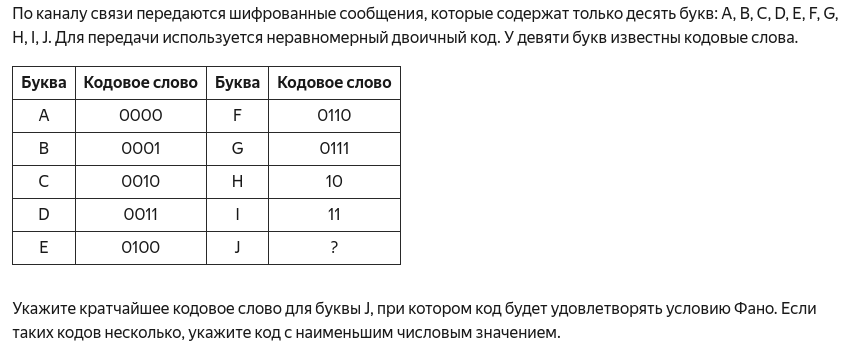 По каналу связи передаются шифрованные сообщения, которые содержат только десять букв: A, B, C, D, E, F, G,
H, I, J. Для передачи используется неравномерный двоичный код. У девяти букв известны кодовые слова.
Буква Кодовое слово Буква Кодовое слово
A 0000 F 0110
B 0001 G 0111
C 0010 H 10
D 0011 I 11
E 0100 J ?
Укажите кратчайшее кодовое слово для буквы J, при котором код будет удовлетворять условию Фано. Если
таких кодов несколько, укажите код с наименьшим числовым значением.